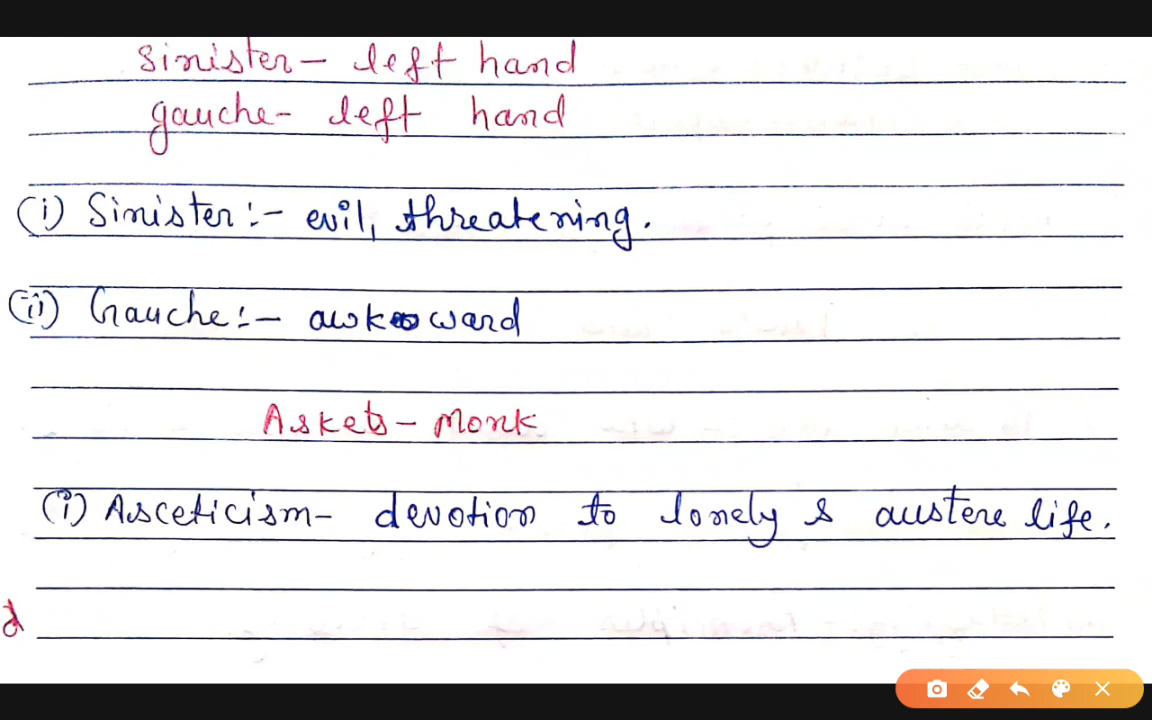 Sinister - left hand
gauche - left hand
(i) Sinister :- evil, threatening.
(ii) Gauche :- awkward
Askets - Monk
(i) Asceticism - devotion to lonely & austere life.